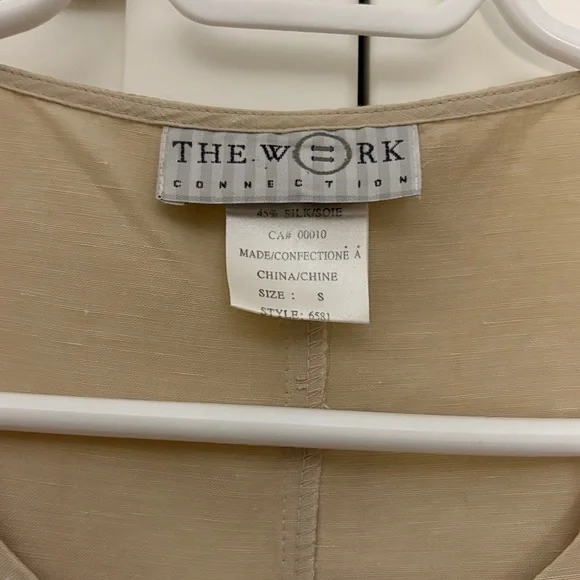 THE WORK
CONNECTION
45% SILK/SOIE
CA# 00010
MADE/CONFECTIONÉ À
CHINA/CHINE
SIZE : S
STYLE: 6581